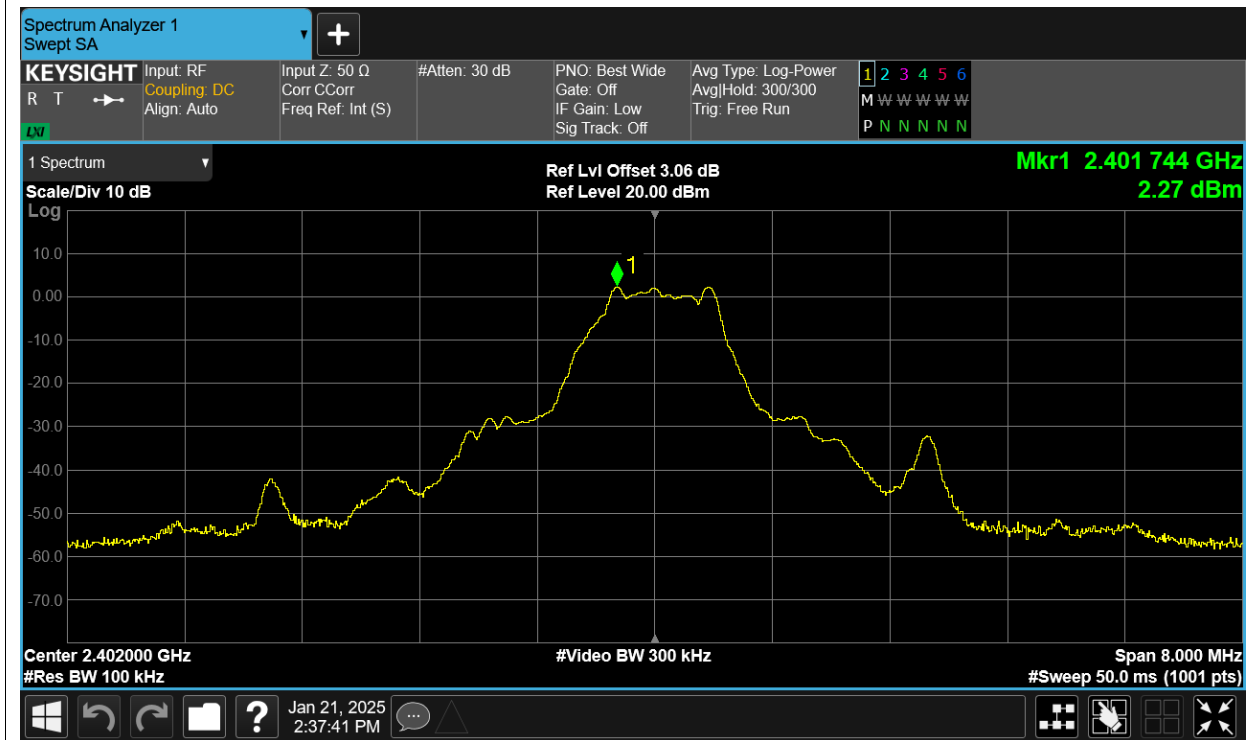 Spectrum Analyzer 1
Swept SA
KEYSIGHT
R T
LXI
Input: RF
Coupling: DC
Align: Auto
Input Z: 50 Ω
Corr CCorr
Freq Ref: Int (S)
#Atten: 30 dB
PNO: Best Wide
Gate: Off
IF Gain: Low
Sig Track: Off
Avg Type: Log-Power
Avg|Hold: 300/300
Trig: Free Run
1 2 3 4 5 6
M W W W W W
P N N N N N
1 Spectrum
Scale/Div 10 dB
Ref Lvl Offset 3.06 dB
Ref Level 20.00 dBm
Mkr1 2.401 744 GHz
2.27 dBm
Log
10.0
0.00
-10.0
-20.0
-30.0
-40.0
-50.0
-60.0
-70.0
1
Center 2.402000 GHz
#Res BW 100 kHz
#Video BW 300 kHz
Span 8.000 MHz
#Sweep 50.0 ms (1001 pts)
?
Jan 21, 2025
2:37:41 PM